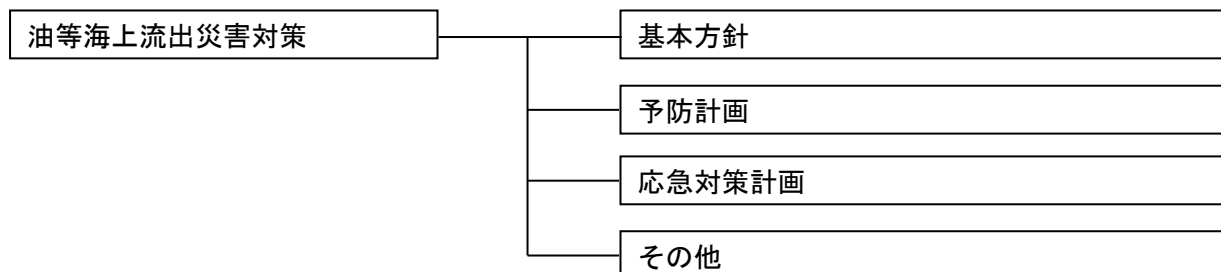 油等海上流出災害対策
基本方針
予防計画
応急対策計画
その他